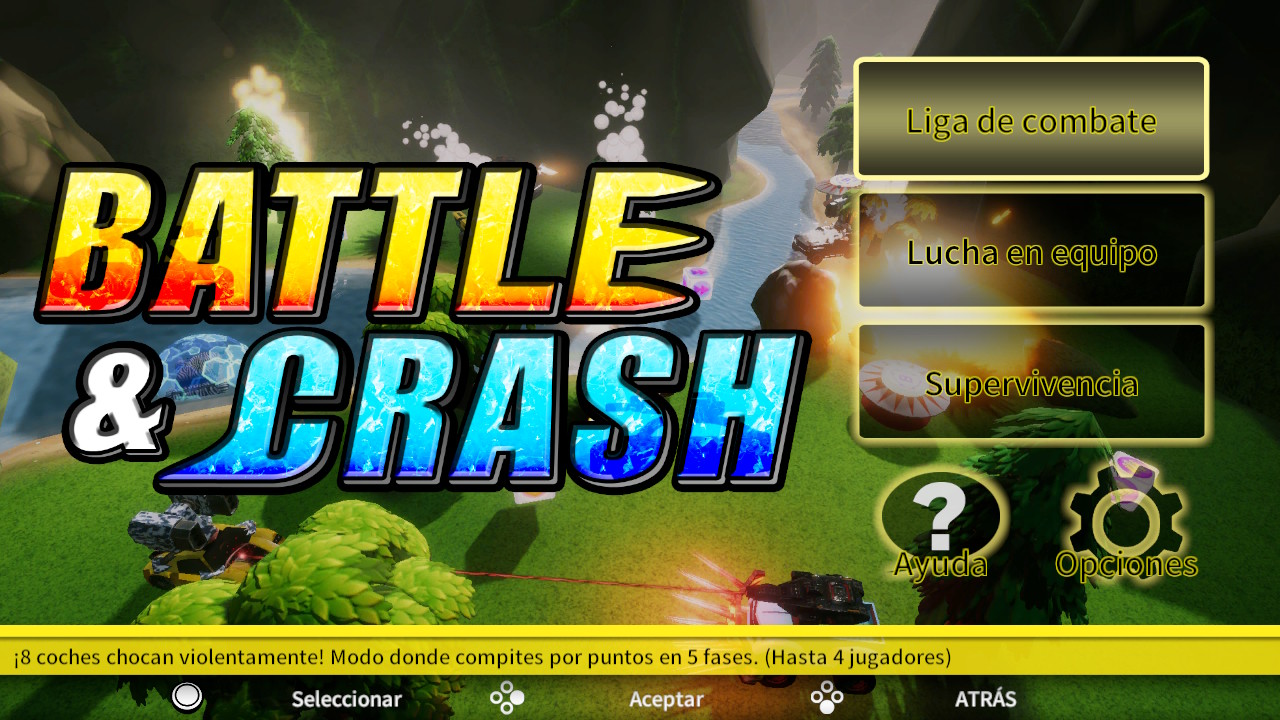 BATTLE
& CRASH
Liga de combate
Lucha en equipo
Supervivencia
?
Ayuda
Opciones
¡8 coches chocan violentamente! Modo donde compites por puntos en 5 fases. (Hasta 4 jugadores)
Seleccionar
Aceptar
ATRÁS